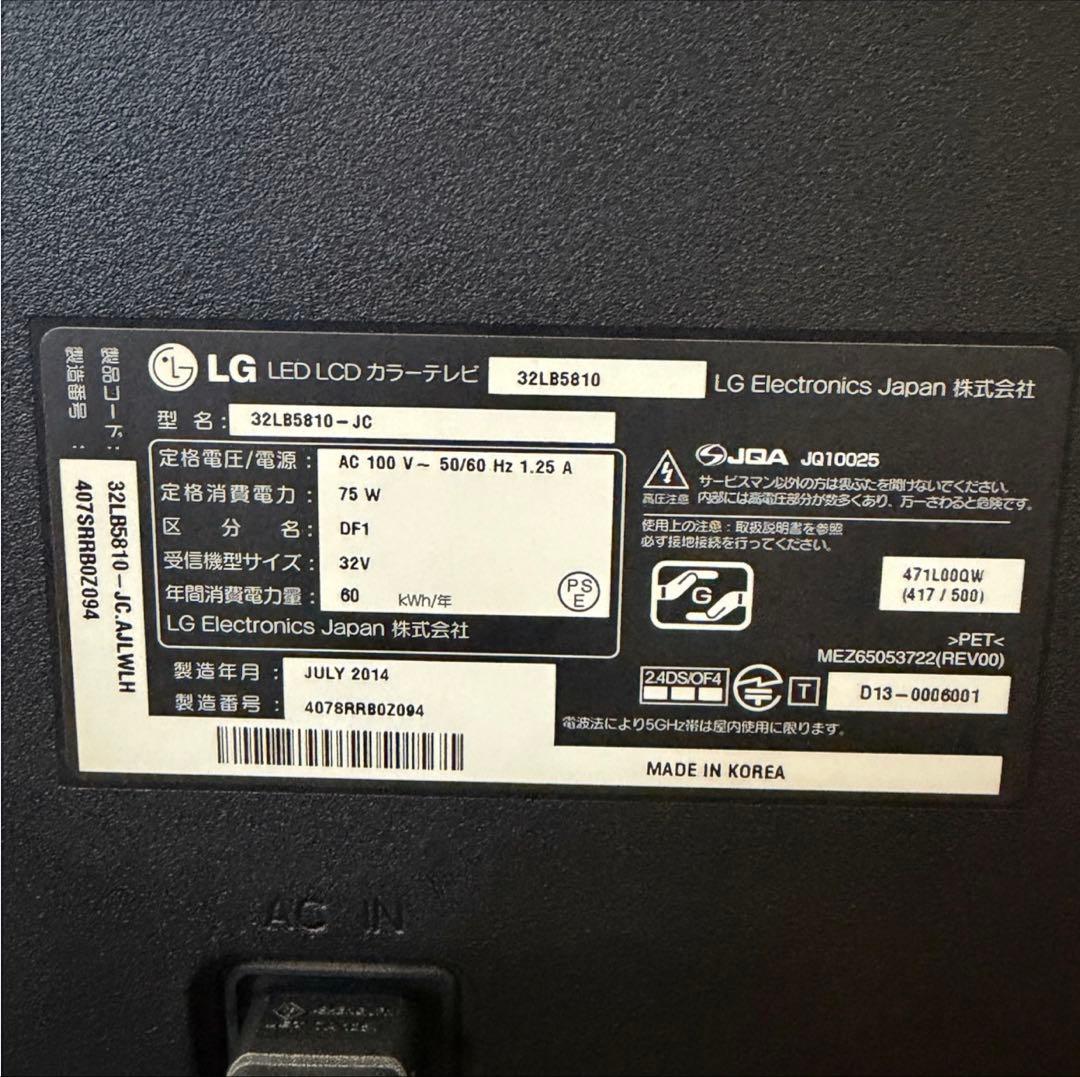 LG LED LCD カラーテレビ 32LB5810 LG Electronics Japan 株式会社
型 名: 32LB5810-JC
定格電圧/電源: AC 100 V~ 50/60 Hz 1.25 A
定格消費電力: 75 W
区 分 名: DF1
受信機型サイズ: 32V
年間消費電力量: 60 kWh/年
PS
E
LG Electronics Japan 株式会社
製造年月: JULY 2014
製造番号: 407SRRB0Z094
製品コード: 32LB5810-JC.AJLWLH
製造番号: 407SRRB0Z094
高圧注意
JQA JQ10025
サービスマン以外の方は裏ぶたを開けないでください。
内部には高電圧部分が数多くあり、万一さわると危険です。
使用上の注意:取扱説明書を参照
必ず接地接続を行ってください。
G
471L00QW
(417 / 500)
>PET<
MEZ65053722(REV00)
2.4DS/OF4
T
D13-0006001
電波法により5GHz帯は屋内使用に限ります。
MADE IN KOREA
AC IN